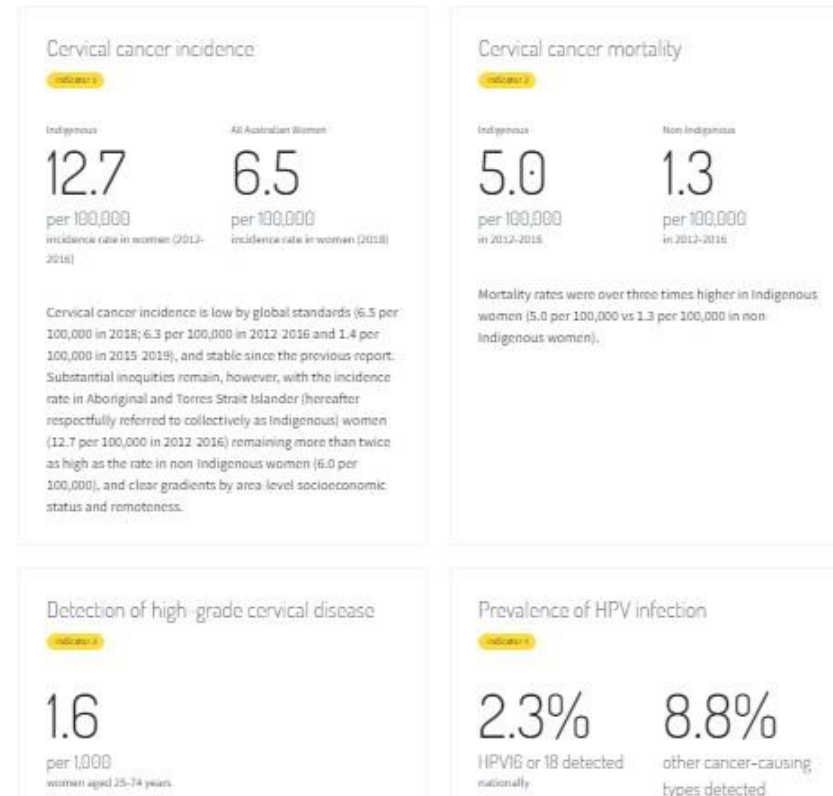 Cervical cancer incidence
Indicator 1
Indigenous
12.7
per 100,000
incidence rate in women (2012-
2016)
All Australian Women
6.5
per 100,000
incidence rate in women (2018)
Cervical cancer incidence is low by global standards (6.5 per
100,000 in 2018; 6.3 per 100,000 in 2012-2016 and 1.4 per
100,000 in 2015-2019), and stable since the previous report.
Substantial inequities remain, however, with the incidence
rate in Aboriginal and Torres Strait Islander (hereafter
respectfully referred to collectively as Indigenous) women
(12.7 per 100,000 in 2012-2016) remaining more than twice
as high as the rate in non-Indigenous women (6.0 per
100,000), and clear gradients by area-level socioeconomic
status and remoteness.
Cervical cancer mortality
Indicator 2
Indigenous
5.0
per 100,000
in 2012-2016
Non-Indigenous
1.3
per 100,000
in 2012-2016
Mortality rates were over three times higher in Indigenous
women (5.0 per 100,000 vs 1.3 per 100,000 in non-
Indigenous women).
Detection of high-grade cervical disease
Indicator 3
1.6
per 1,000
women aged 25-74 years
Prevalence of HPV infection
Indicator 4
2.3%
HPV16 or 18 detected
nationally
8.8%
other cancer-causing
types detected